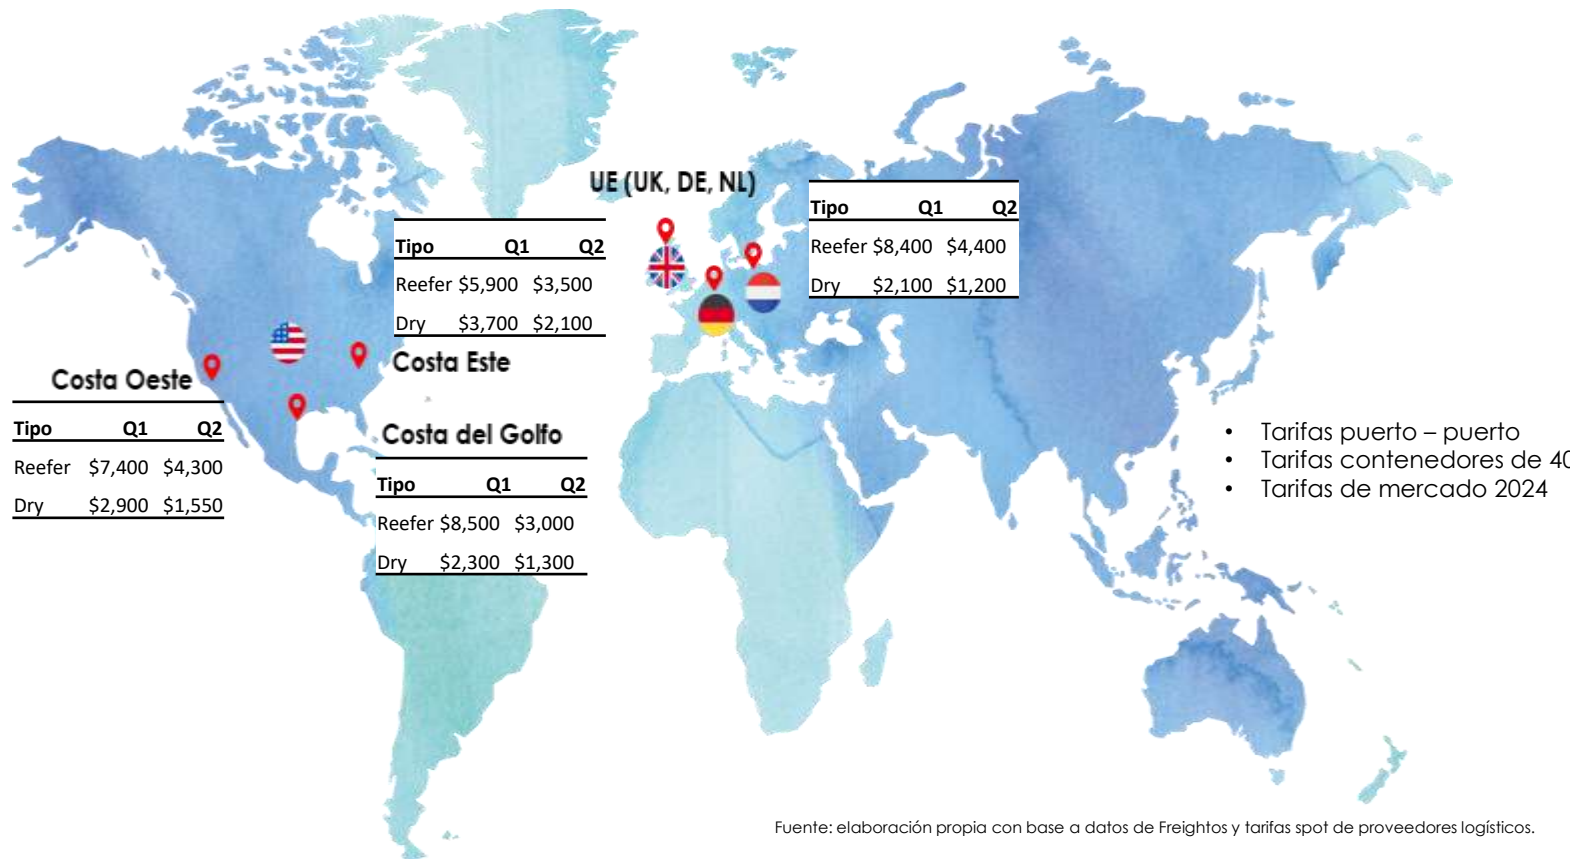 UE (UK, DE, NL)
Tipo Q1 Q2
Reefer $8,400 $4,400
Dry $2,100 $1,200
Tipo Q1 Q2
Reefer $5,900 $3,500
Dry $3,700 $2,100
Costa Este
Costa Oeste
Tipo Q1 Q2
Reefer $7,400 $4,300
Dry $2,900 $1,550
Costa del Golfo
Tipo Q1 Q2
Reefer $8,500 $3,000
Dry $2,300 $1,300
• Tarifas puerto – puerto
• Tarifas contenedores de 40
• Tarifas de mercado 2024
Fuente: elaboración propia con base a datos de Freightos y tarifas spot de proveedores logísticos.